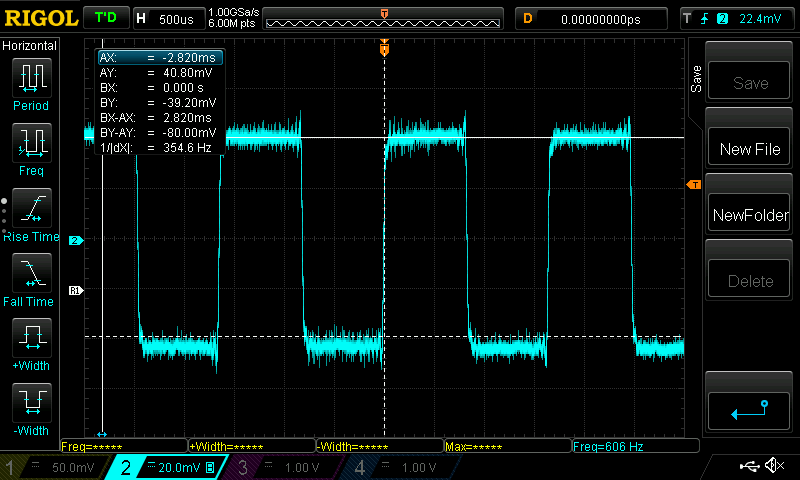 RIGOL T'D H 500us 1.00GSa/s 6.00M pts T D 0.00000000ps T 2 22.4mV
Horizontal
Period
Freq
Rise Time
Fall Time
+Width
-Width
AX: = -2.820ms
AY: = 40.80mV
BX: = 0.000 s
BY: = -39.20mV
BX-AX: = 2.820ms
BY-AY: = -80.00mV
1/|dX|: = 354.6 Hz
T
2
R1
T
Save
Save
New File
NewFolder
Delete
Freq=***** +Width=***** -Width=***** Max=***** Freq=606 Hz
1 50.0mV 2 20.0mV B 3 1.00 V 4 1.00 V